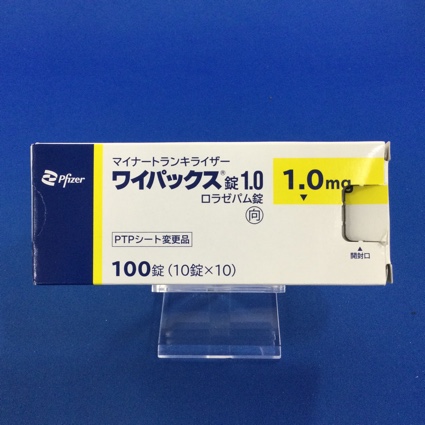 Pfizer
マイナートランキライザー
ワイパックス®錠1.0
ロラゼパム錠
向
PTPシート変更品
100錠(10錠×10)
1.0mg
▼
▲
開封口